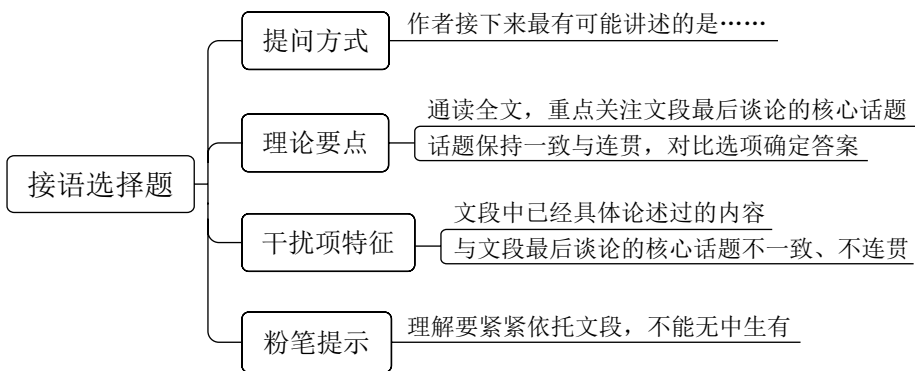 接语选择题
提问方式
作者接下来最有可能讲述的是……
理论要点
通读全文，重点关注文段最后谈论的核心话题
话题保持一致与连贯，对比选项确定答案
干扰项特征
文段中已经具体论述过的内容
与文段最后谈论的核心话题不一致、不连贯
粉笔提示
理解要紧紧依托文段，不能无中生有